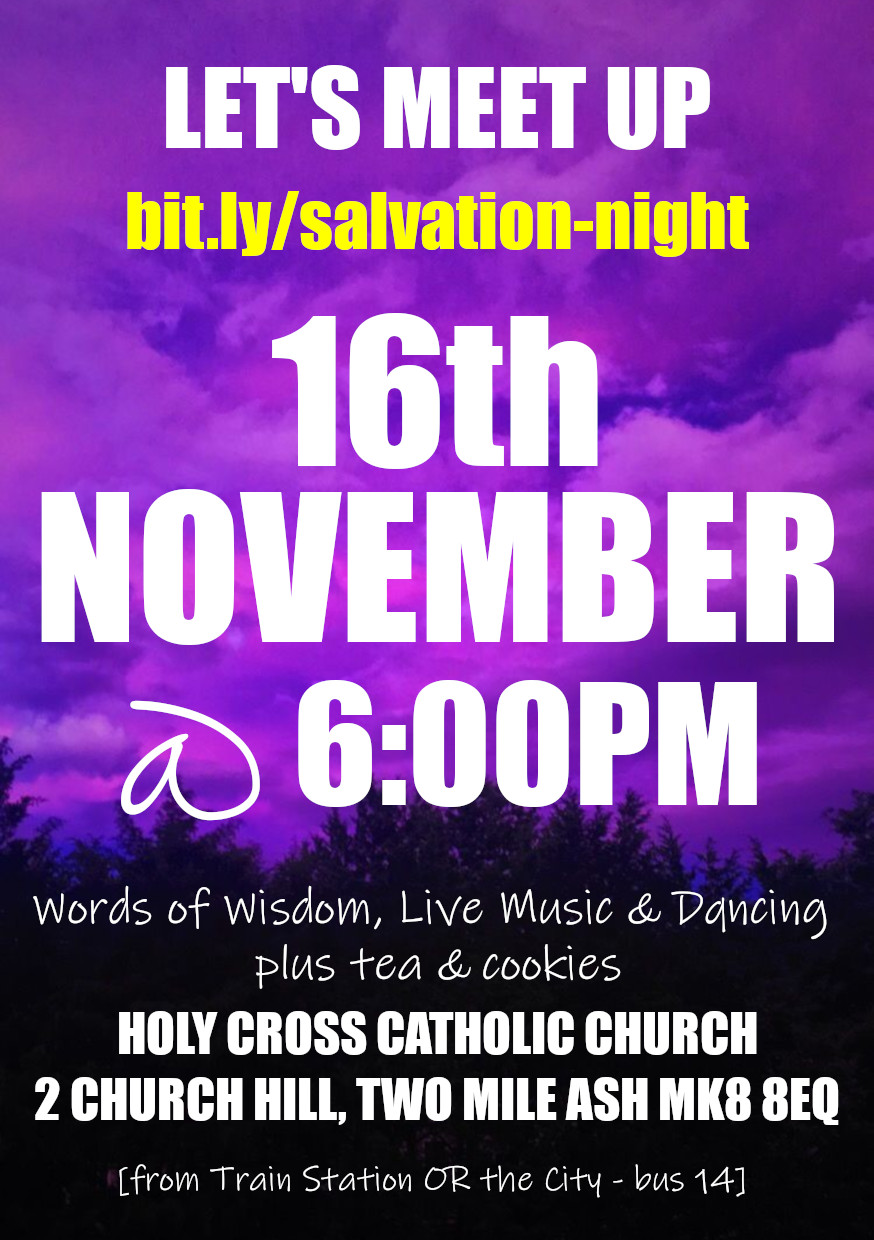 LET'S MEET UP
bit.ly/salvation-night
16th
NOVEMBER
@ 6:00PM
Words of Wisdom, Live Music & Dancing
plus tea & cookies
HOLY CROSS CATHOLIC CHURCH
2 CHURCH HILL, TWO MILE ASH MK8 8EQ
[from Train Station OR the City - bus 14]